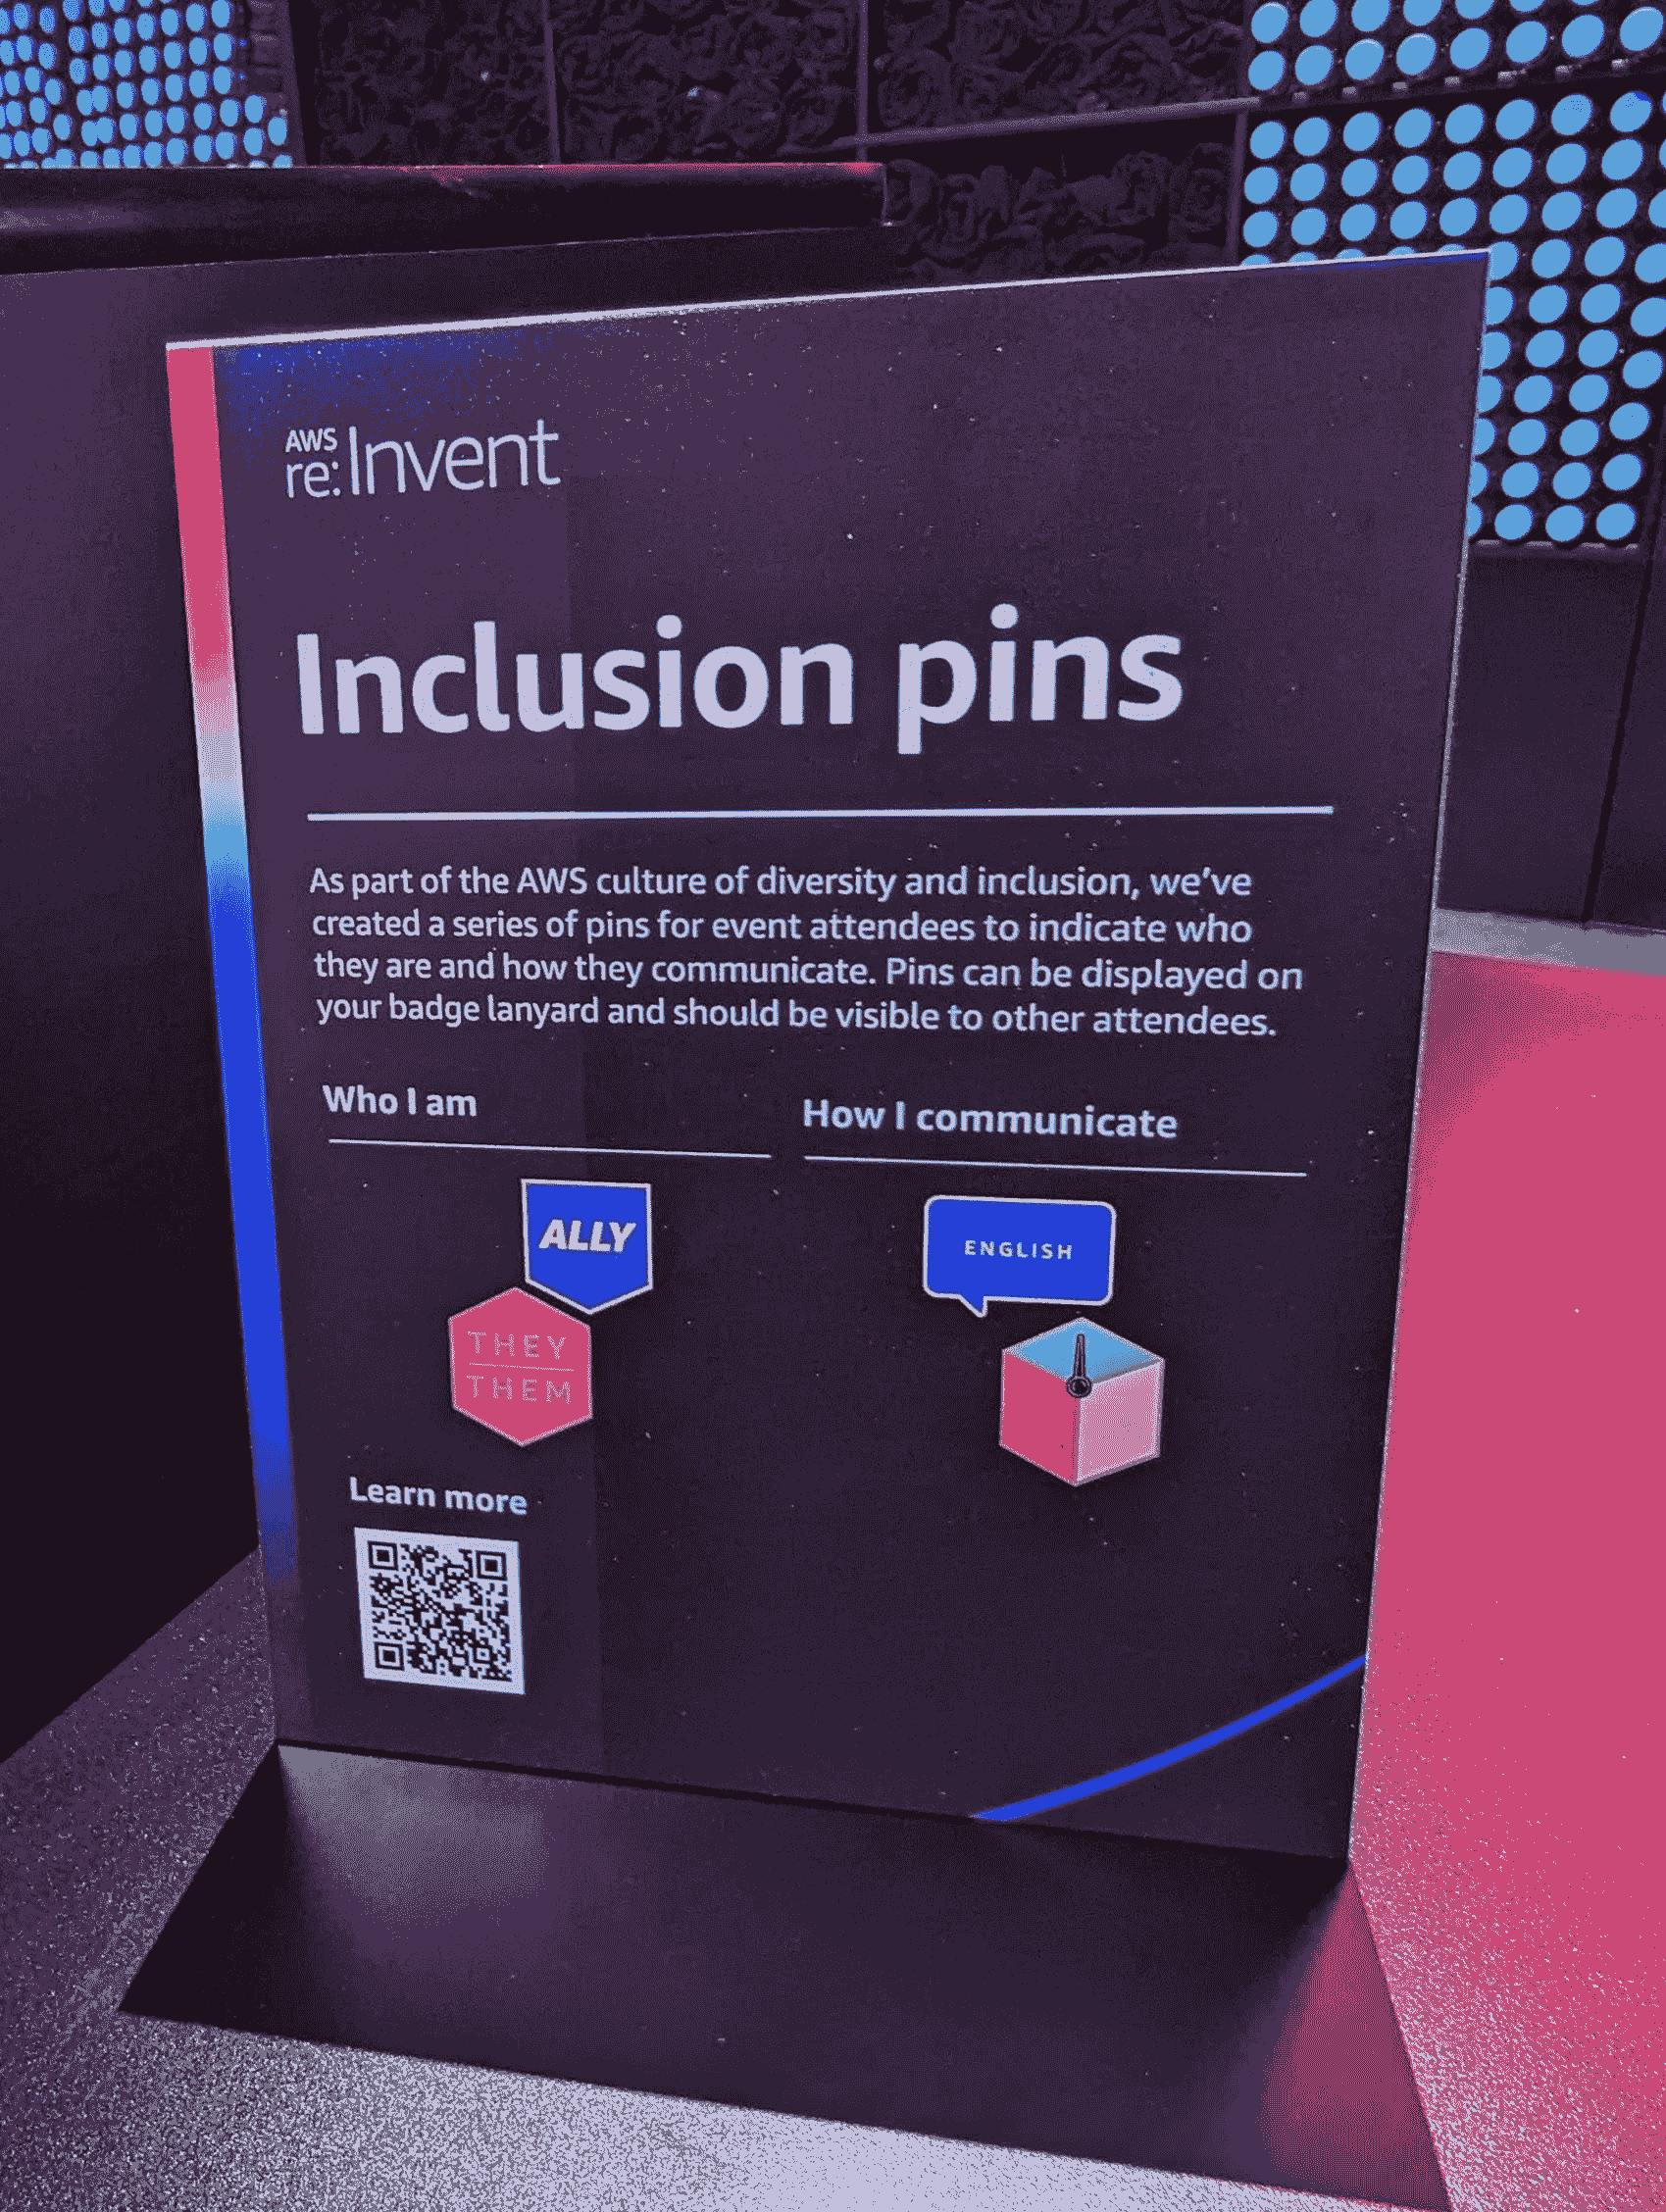 AWS
re:Invent
Inclusion pins
As part of the AWS culture of diversity and inclusion, we've
created a series of pins for event attendees to indicate who
they are and how they communicate. Pins can be displayed on
your badge lanyard and should be visible to other attendees.
Who I am
ALLY
THEY
THEM
How I communicate
ENGLISH
Learn more